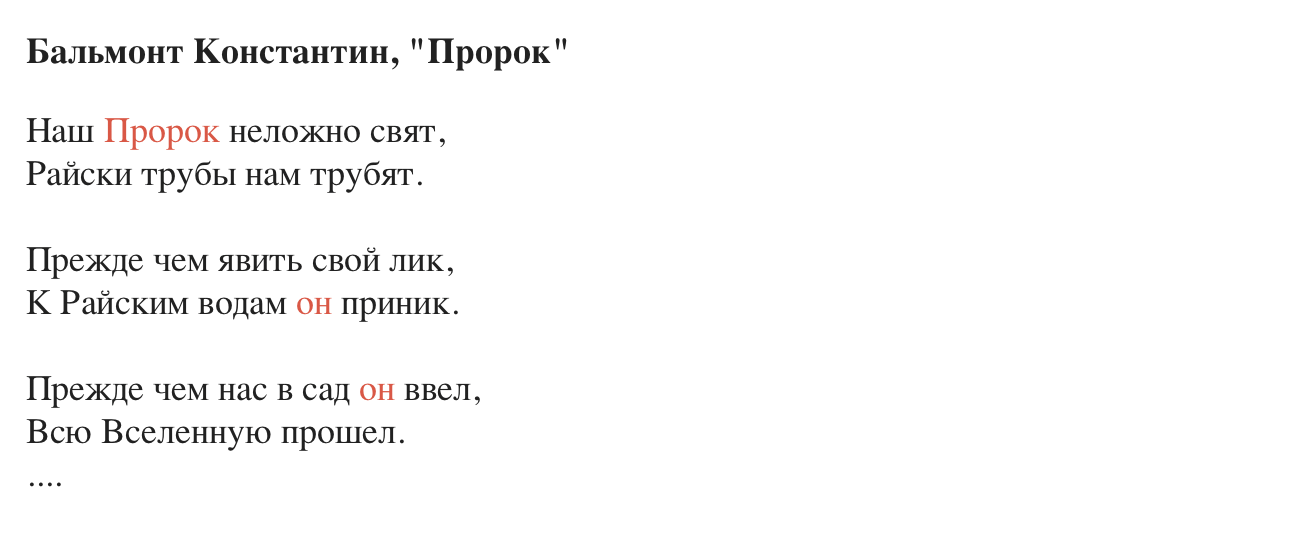 Бальмонт Константин, "Пророк"
Наш Пророк неложно свят,
Райски трубы нам трубят.
Прежде чем явить свой лик,
К Райским водам он приник.
Прежде чем нас в сад он ввел,
Всю Вселенную прошел.
....